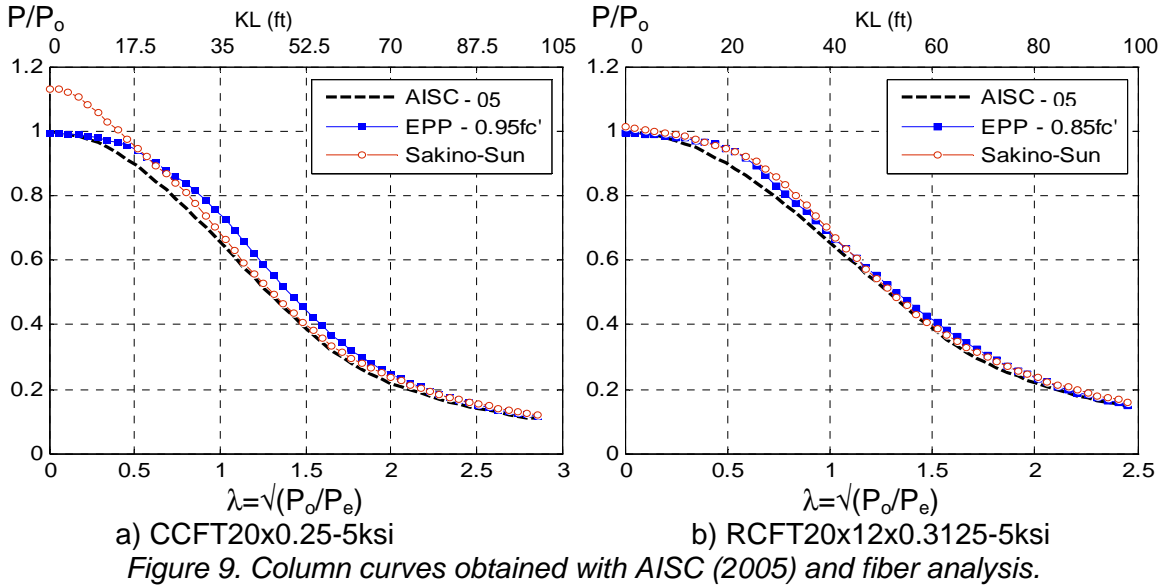 P/Po KL (ft)
0 17.5 35 52.5 70 87.5 105
1.2
1
0.8
0.6
0.4
0.2
0
AISC - 05
EPP - 0.95fc'
Sakino-Sun
0 0.5 1 1.5 2 2.5 3
λ=√(Po/Pe)
a) CCFT20x0.25-5ksi
P/Po KL (ft)
0 20 20 40 60 80 100
1.2
1
0.8
0.6
0.4
0.2
0
AISC - 05
EPP - 0.85fc'
Sakino-Sun
0 0.5 1 1.5 2 2.5
λ=√(Po/Pe)
b) RCFT20x12x0.3125-5ksi
Figure 9. Column curves obtained with AISC (2005) and fiber analysis.